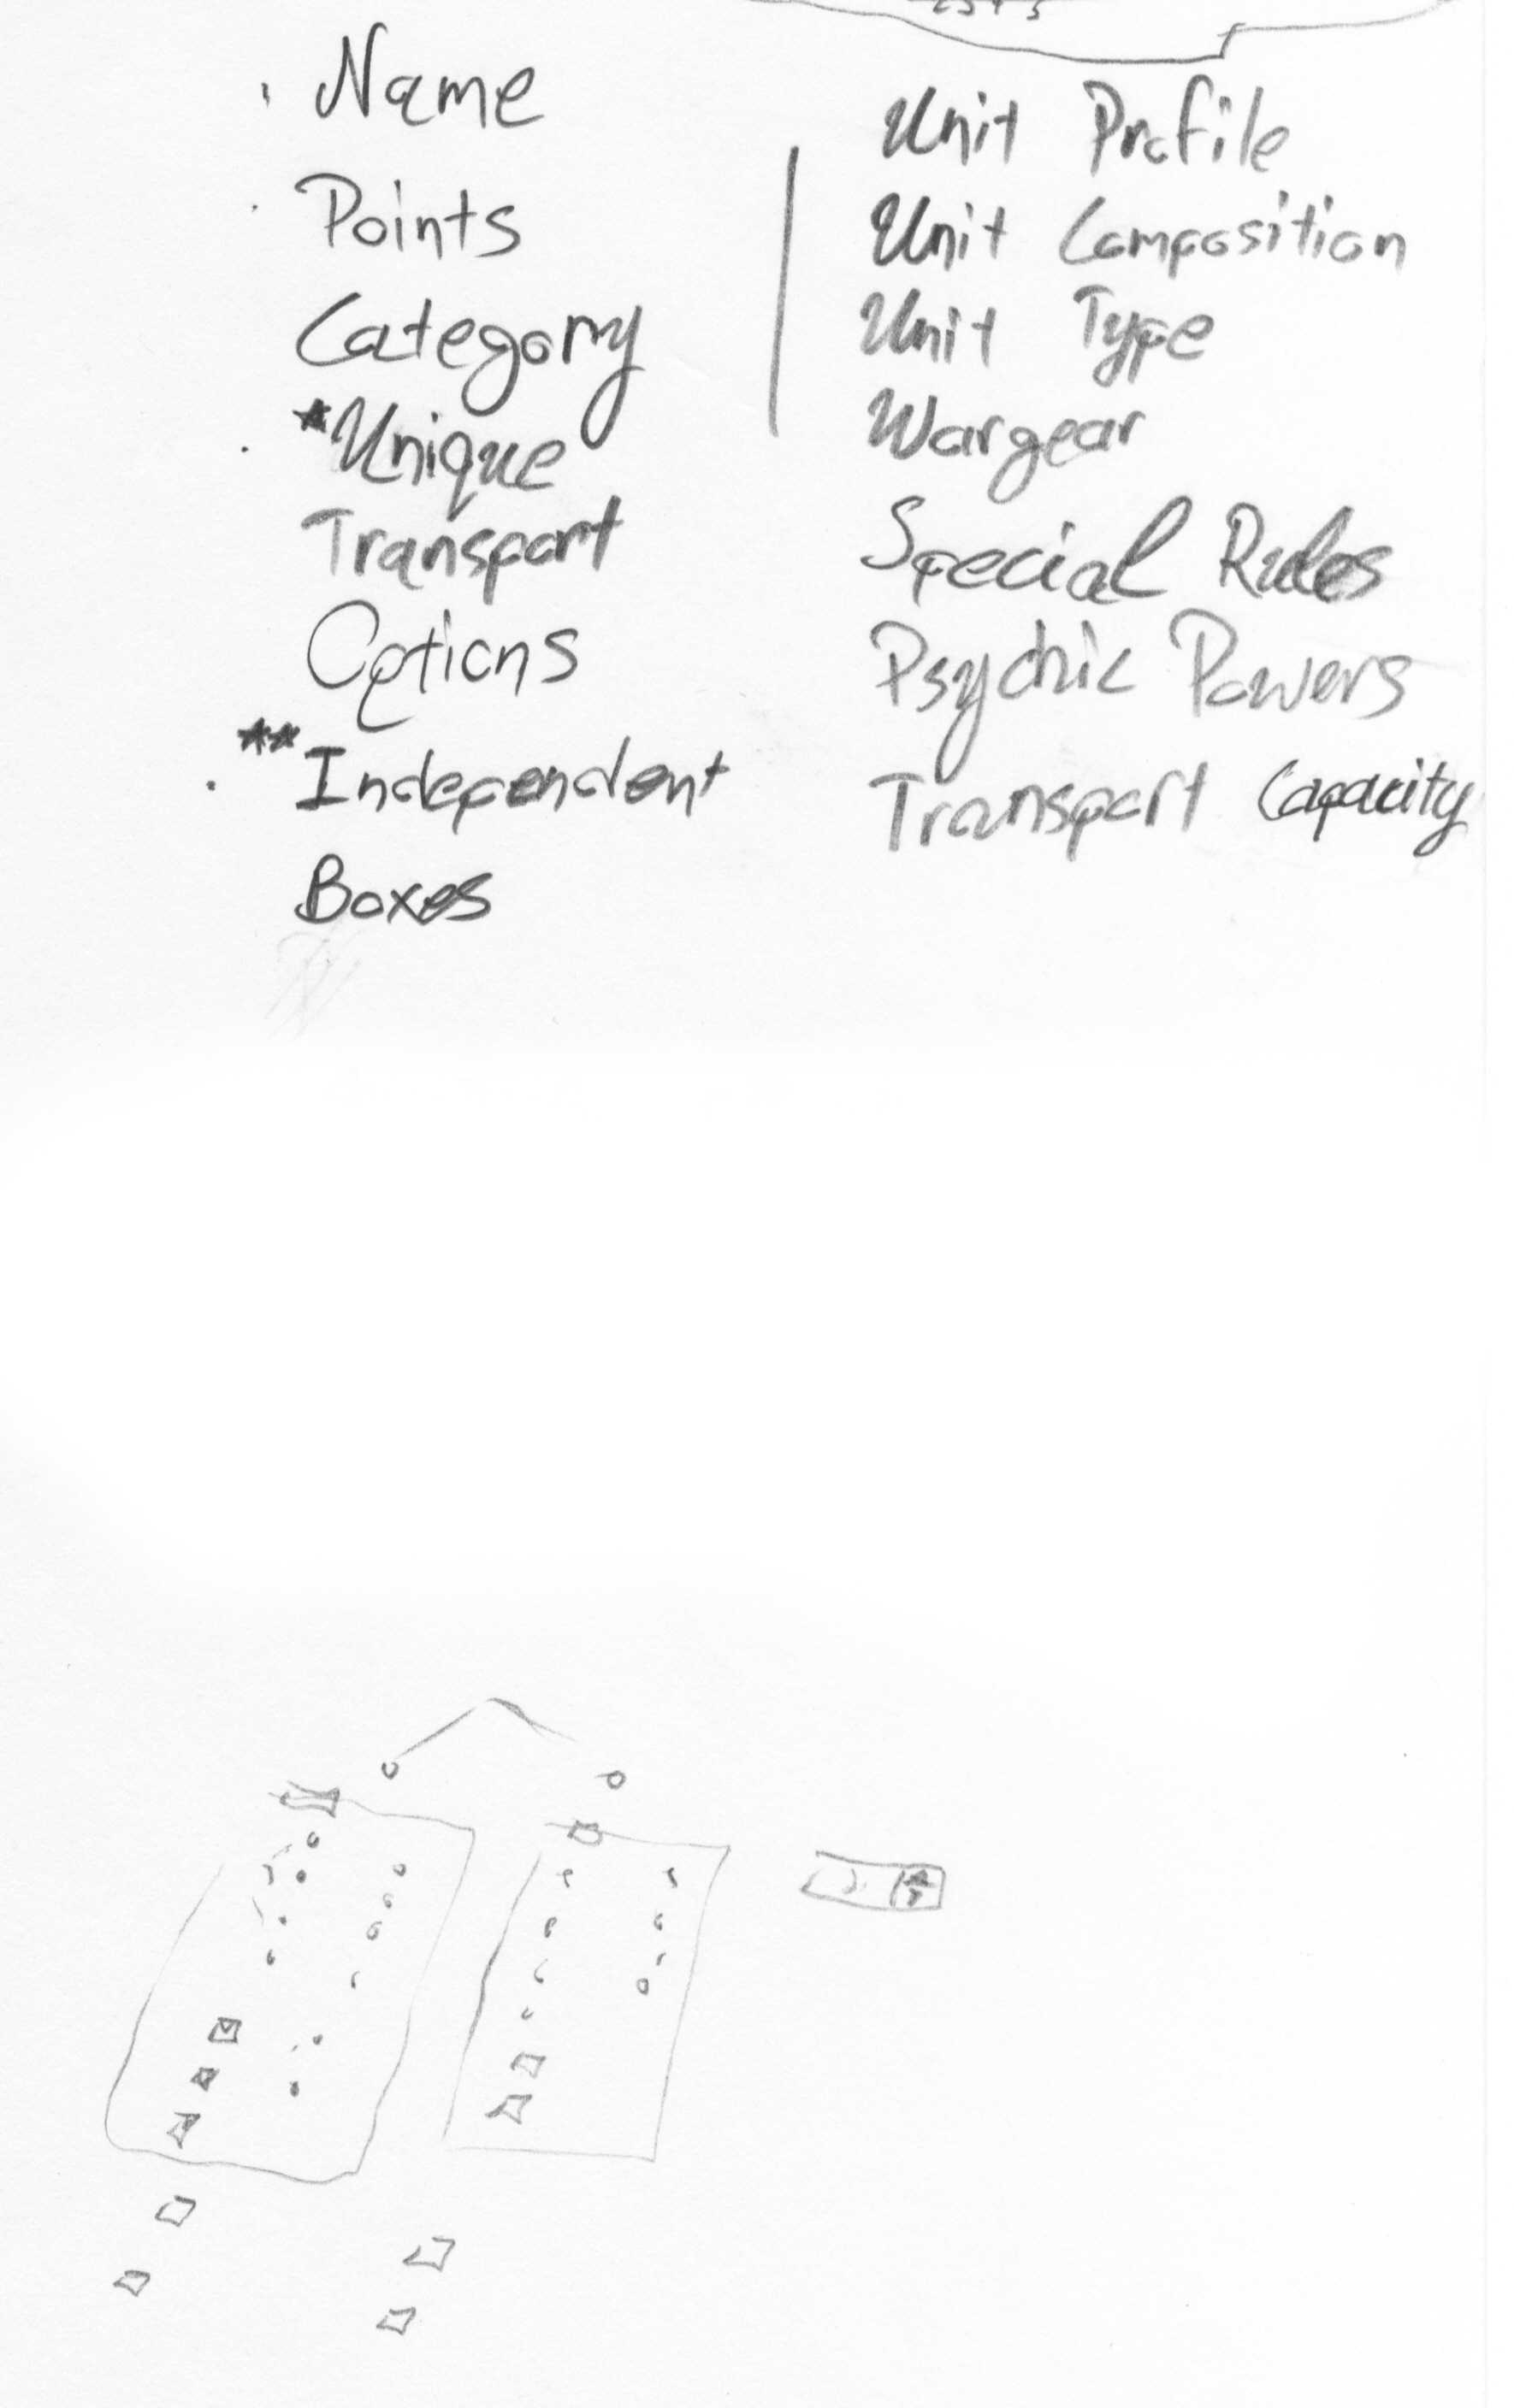 Name
Points
Category
*Unique
Transport
Options
**Independent
Boxes
Unit Profile
Unit Composition
Unit Type
Wargear
Special Rules
Psychic Powers
Transport Capacity